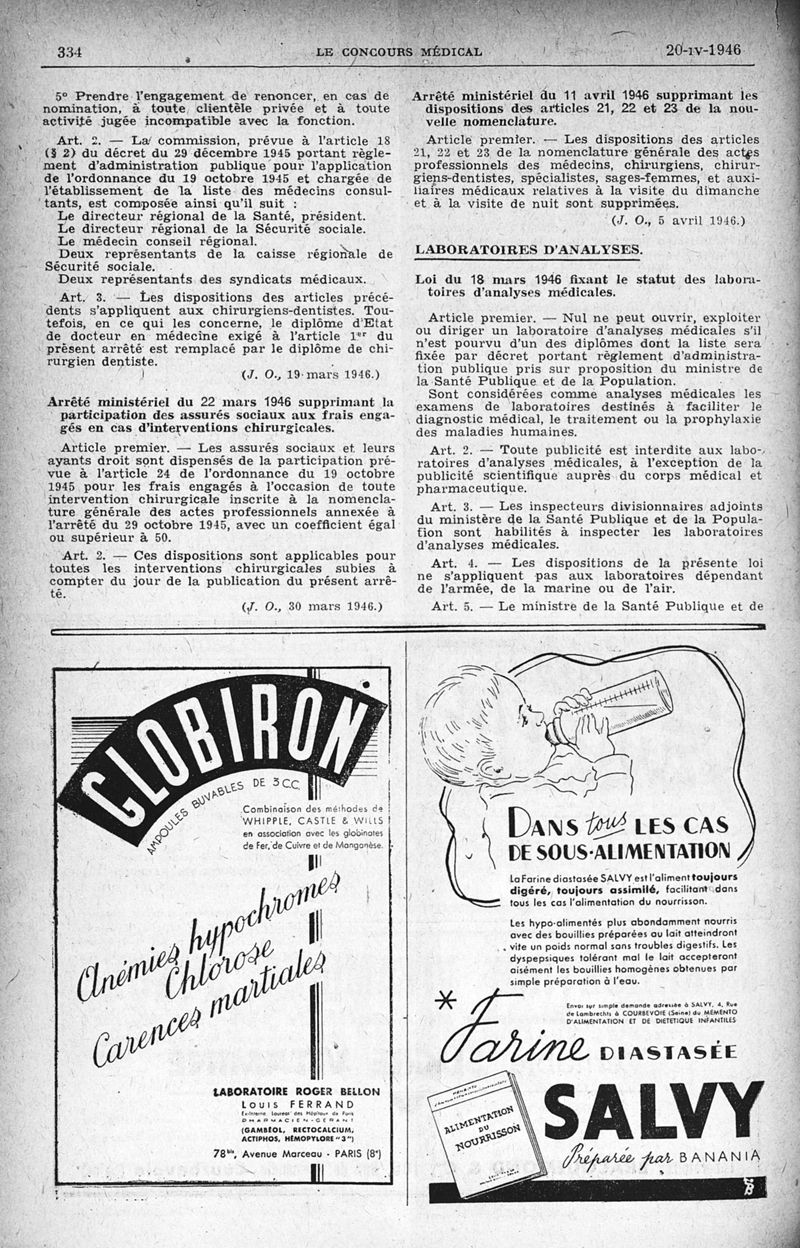 334
LE CONCOURS MÉDICAL
20-IV-1946
5° Prendre l'engagement de renoncer, en cas de
nomination, à toute clientèle privée et à toute
activité jugée incompatible avec la fonction.
Art. 2. — La commission, prévue à l'article 18
(§ 2) du décret du 29 décembre 1945 portant règle-
ment d'administration publique pour l'application
de l'ordonnance du 19 octobre 1945 et chargée de
l'établissement de la liste des médecins consul-
tants, est composée ainsi qu'il suit :
Le directeur régional de la Santé, président.
Le directeur régional de la Sécurité sociale.
Le médecin conseil régional.
Deux représentants de la caisse régionale de
Sécurité sociale.
Deux représentants des syndicats médicaux.
Art. 3. — Les dispositions des articles précé-
dents s'appliquent aux chirurgiens-dentistes. Tou-
tefois, en ce qui les concerne, le diplôme d'Etat
de docteur en médecine exigé à l'article 1er du
présent arrêté est remplacé par le diplôme de chi-
rurgien dentiste.
(J. O., 19 mars 1946.)
Arrêté ministériel du 22 mars 1946 supprimant la
participation des assurés sociaux aux frais enga-
gés en cas d'interventions chirurgicales.
Article premier. — Les assurés sociaux et leurs
ayants droit sont dispensés de la participation pré-
vue à l'article 24 de l'ordonnance du 19 octobre
1945 pour les frais engagés à l'occasion de toute
intervention chirurgicale inscrite à la nomencla-
ture générale des actes professionnels annexée à
l'arrêté du 29 octobre 1945, avec un coefficient égal
ou supérieur à 50.
Art. 2. — Ces dispositions sont applicables pour
toutes les interventions chirurgicales subies à
compter du jour de la publication du présent arrê-
té.
(J. O., 30 mars 1946.)
Arrêté ministériel du 11 avril 1946 supprimant les
dispositions des articles 21, 22 et 23 de la nou-
velle nomenclature.
Article premier. — Les dispositions des articles
21, 22 et 23 de la nomenclature générale des actes
professionnels des médecins, chirurgiens, chirur-
giens-dentistes, spécialistes, sages-femmes, et auxi-
liaires médicaux relatives à la visite du dimanche
et à la visite de nuit sont supprimées.
(J. O., 5 avril 1946.)
LABORATOIRES D'ANALYSES.
Loi du 18 mars 1946 fixant le statut des labora-
toires d'analyses médicales.
Article premier. — Nul ne peut ouvrir, exploiter
ou diriger un laboratoire d'analyses médicales s'il
n'est pourvu d'un des diplômes dont la liste sera
fixée par décret portant règlement d'administra-
tion publique pris sur proposition du ministre de
la Santé Publique et de la Population.
Sont considérées comme analyses médicales les
examens de laboratoires destinés à faciliter le
diagnostic médical, le traitement ou la prophylaxie
des maladies humaines.
Art. 2. — Toute publicité est interdite aux labo-
ratoires d'analyses médicales, à l'exception de la
publicité scientifique auprès du corps médical et
pharmaceutique.
Art. 3. — Les inspecteurs divisionnaires adjoints
du ministère de la Santé Publique et de la Popula-
tion sont habilités à inspecter les laboratoires
d'analyses médicales.
Art. 4. — Les dispositions de la présente loi
ne s'appliquent pas aux laboratoires dépendant
de l'armée, de la marine ou de l'air.
Art. 5. — Le ministre de la Santé Publique et de
GLOBIRON
AMPOULES BUVABLES DE 3 C.C.
Combinaison des méthodes de
WHIPPLE, CASTLE & WILLS
en association avec les globinates
de Fer, de Cuivre et de Manganèse.
Anémies hypochromes
Chlorose
Carences martiales
LABORATOIRE ROGER BELLON
LOUIS FERRAND
Ex-Interne Lauréat des Hôpitaux de Paris
PHARMACIEN-GÉRANT
(GAMBÉOL, RECTOCALCIUM,
ACTIPHOS, HÉMOPYLORE "3")
78bis, Avenue Marceau - PARIS (8e)
DANS tous LES CAS
DE SOUS-ALIMENTATION
La Farine diastasée SALVY est l'aliment toujours
digéré, toujours assimilé, facilitant dans
tous les cas l'alimentation du nourrisson.
Les hypo-alimentés plus abondamment nourris
avec des bouillies préparées au lait atteindront
vite un poids normal sans troubles digestifs. Les
dyspepsiques tolérant mal le lait accepteront
aisément les bouillies homogènes obtenues par
simple préparation à l'eau.
* Envoi sur simple demande adressée à SALVY, 4, Rue
de Lambrechts à COURBEVOIE (Seine) du MÉMENTO
D'ALIMENTATION ET DE DIÉTÉTIQUE INFANTILES
Farine DIASTASÉE
SALVY
Préparée par BANANIA
ALIMENTATION
DU
NOURRISSON